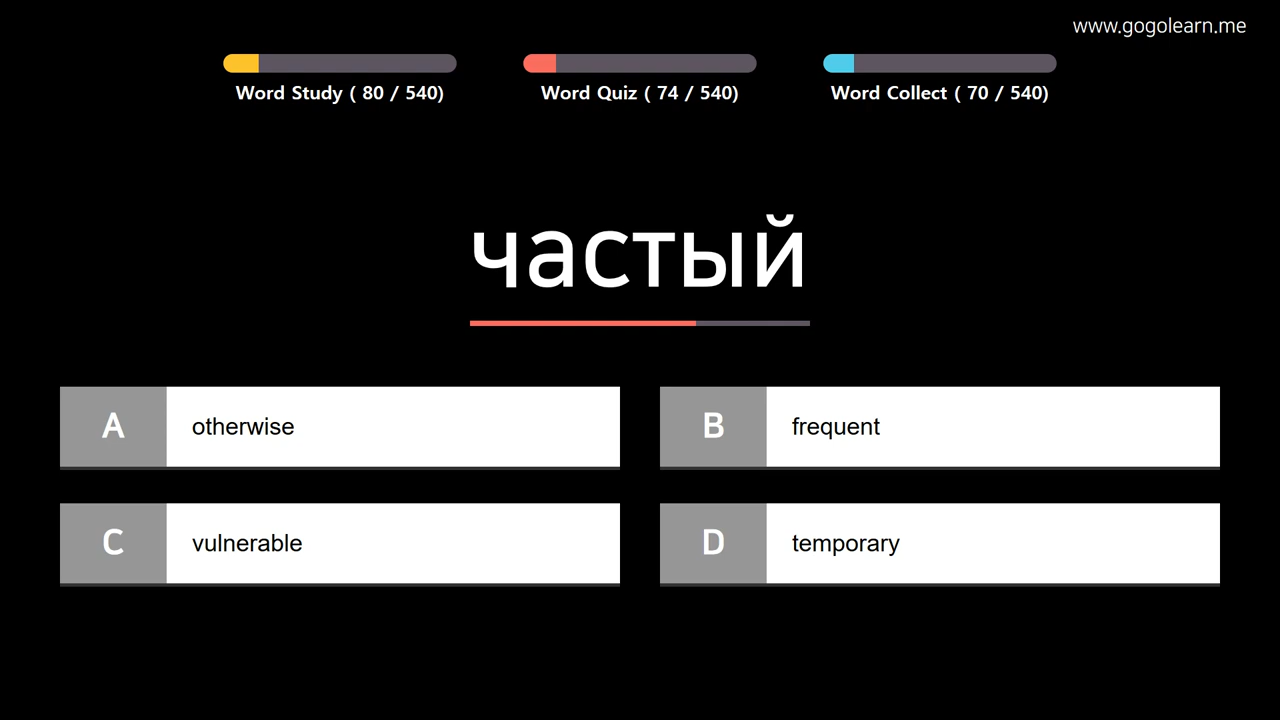 www.gogolearn.me
Word Study ( 80 / 540)
Word Quiz ( 74 / 540)
Word Collect ( 70 / 540)
частый
A otherwise
B frequent
C vulnerable
D temporary